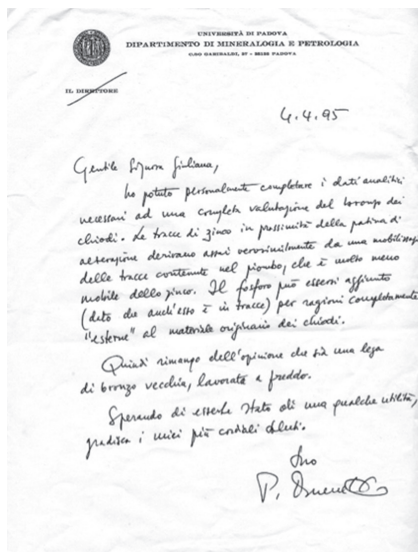 UNIVERSITÀ DI PADOVA
DIPARTIMENTO DI MINERALOGIA E PETROLOGIA
CORSO GARIBALDI, 37 - 35122 PADOVA
IL DIRETTORE
4.4.95
Gentile Signora Giuliana,
ho potuto personalmente completare i dati analitici
necessari ad una completa valutazione del bronzo dei
chiodi. Le tracce di zinco in prossimità della patina di
alterazione derivano assai verosimilmente da una
delle tracce contenute nel piombo, che è molto meno
mobile dello zinco. Il fosforo può essersi aggiunto
(dato che anch'esso è in tracce) per ragioni completamente
"esterne" al materiale originario dei chiodi.
Quindi rimango dell'opinione che sia una lega
di bronzo vecchia, lavorata a freddo.
Sperando di esserle stato di una qualche utilità,
gradisca i miei più cordiali saluti.
Suo
P.